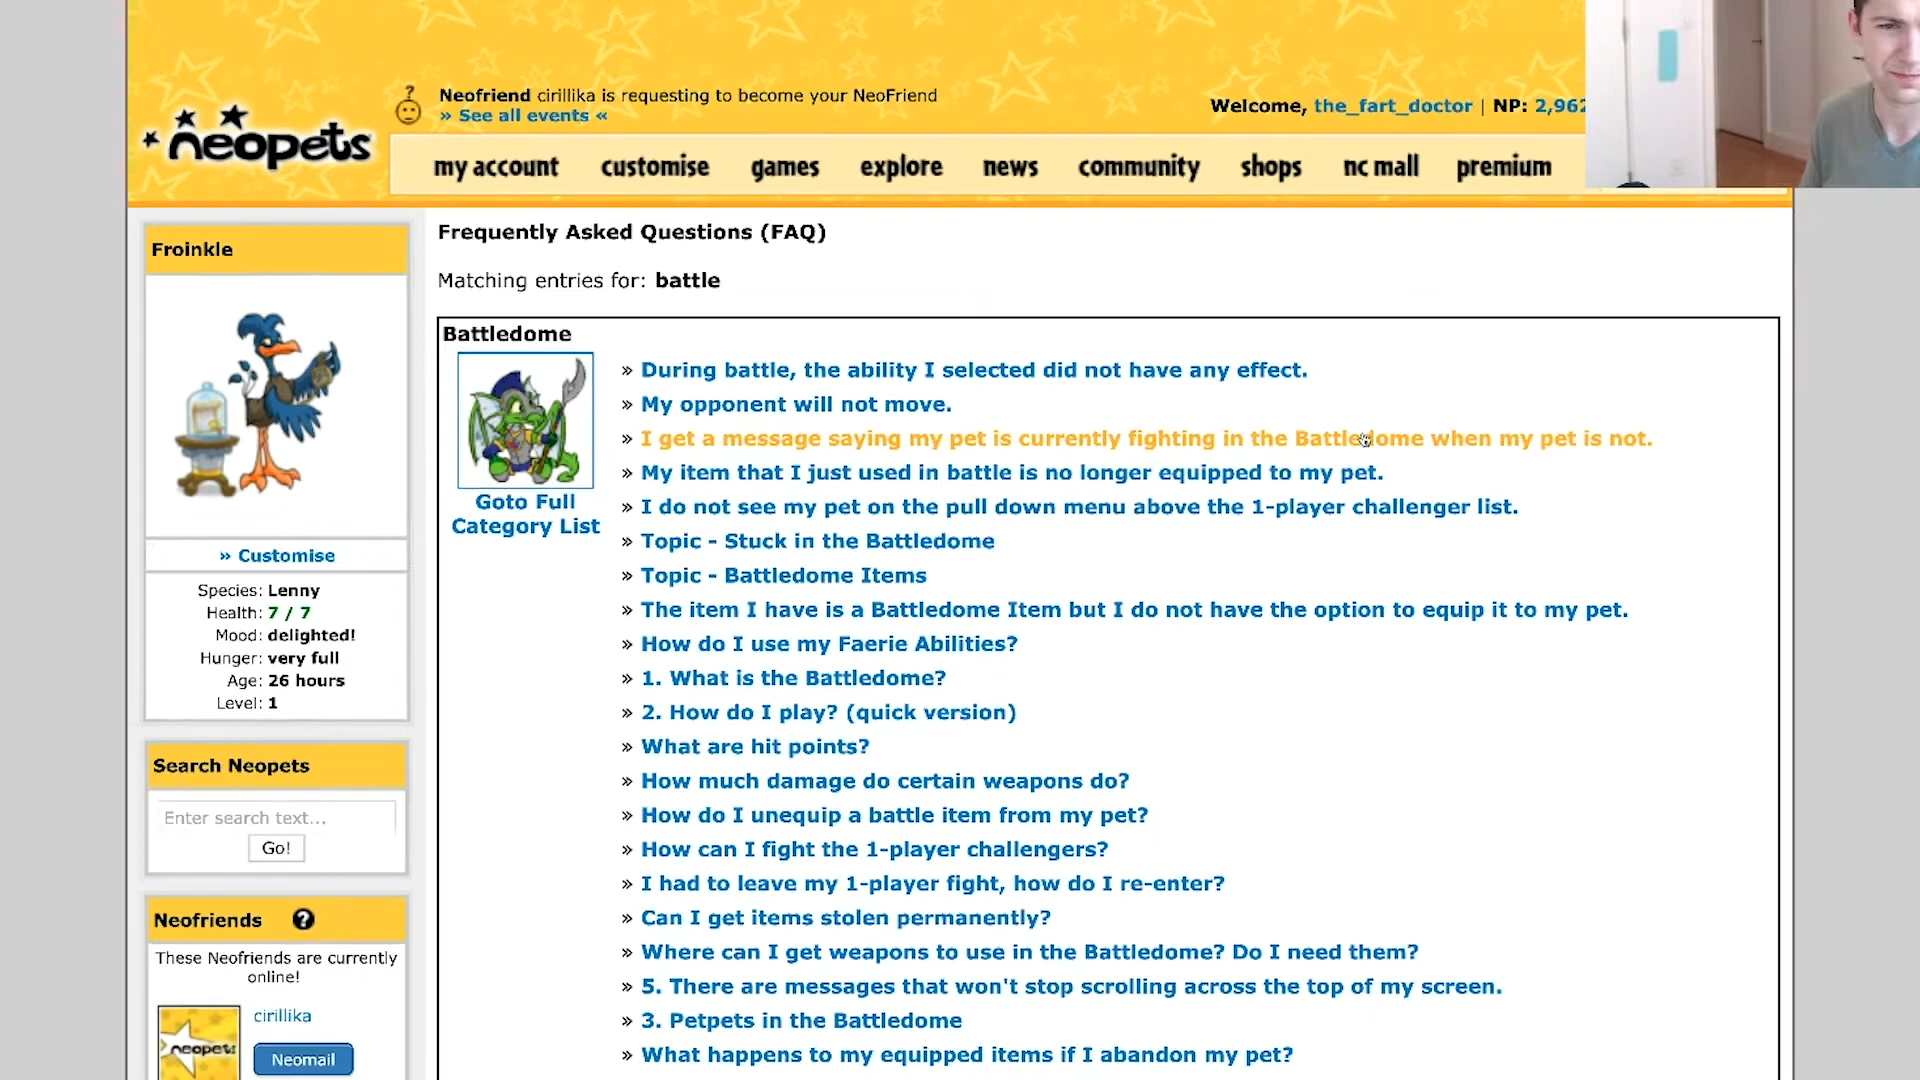 Neofriend cirillika is requesting to become your NeoFriend
» See all events «
Welcome, the_fart_doctor | NP: 2,962
neopets
my account customise games explore news community shops nc mall premium
Froinkle
» Customise
Species: Lenny
Health: 7 / 7
Mood: delighted!
Hunger: very full
Age: 26 hours
Level: 1
Search Neopets
Enter search text...
Go!
Neofriends ?
These Neofriends are currently
online!
cirillika
neopets
Neomail
Frequently Asked Questions (FAQ)
Matching entries for: battle
Battledome
Goto Full
Category List
» During battle, the ability I selected did not have any effect.
» My opponent will not move.
» I get a message saying my pet is currently fighting in the Battledome when my pet is not.
» My item that I just used in battle is no longer equipped to my pet.
» I do not see my pet on the pull down menu above the 1-player challenger list.
» Topic - Stuck in the Battledome
» Topic - Battledome Items
» The item I have is a Battledome Item but I do not have the option to equip it to my pet.
» How do I use my Faerie Abilities?
» 1. What is the Battledome?
» 2. How do I play? (quick version)
» What are hit points?
» How much damage do certain weapons do?
» How do I unequip a battle item from my pet?
» How can I fight the 1-player challengers?
» I had to leave my 1-player fight, how do I re-enter?
» Can I get items stolen permanently?
» Where can I get weapons to use in the Battledome? Do I need them?
» 5. There are messages that won't stop scrolling across the top of my screen.
» 3. Petpets in the Battledome
» What happens to my equipped items if I abandon my pet?